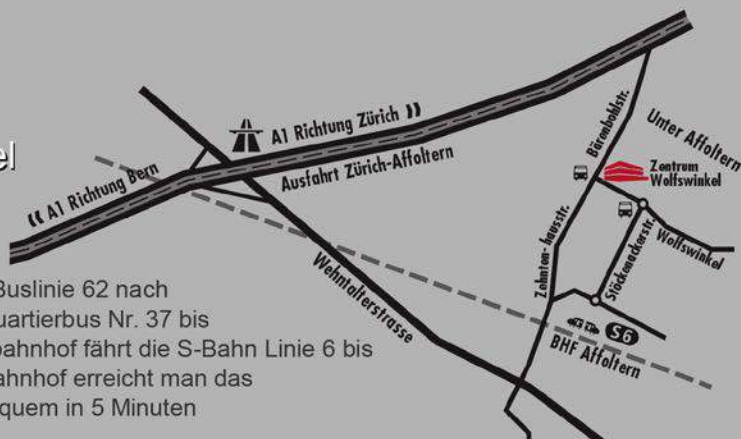 el
« A1 Richtung Bern
A1 Richtung Zürich »
Ausfahrt Zürich-Affoltern
Wehntalerstrasse
Bärenbohlstr.
Unter Affoltern
Zentrum
Wolfswinkel
Wolfswinkel
Stöckenackerstr.
Zehnten- hausstr.
S6
BHF Affoltern
Buslinie 62 nach
uartierbus Nr. 37 bis
bahnhof fährt die S-Bahn Linie 6 bis
ahnhof erreicht man das
quem in 5 Minuten